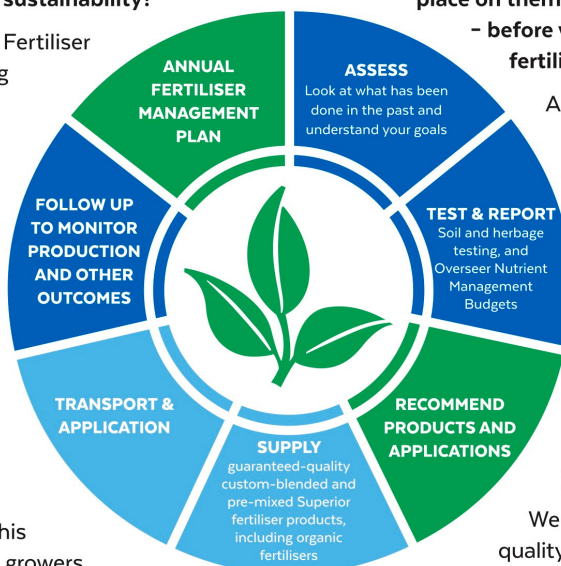 sustainability?
place on them
– before
fertili
Fertiliser
g
A
ANNUAL
FERTILISER
MANAGEMENT
PLAN
ASSESS
Look at what has been
done in the past and
understand your goals
TEST & REPORT
Soil and herbage
testing, and
Overseer Nutrient
Management
Budgets
RECOMMEND
PRODUCTS AND
APPLICATIONS
SUPPLY
guaranteed-quality
custom-blended and
pre-mixed Superior
fertiliser products,
including organic
fertilisers
TRANSPORT &
APPLICATION
FOLLOW UP
TO MONITOR
PRODUCTION
AND OTHER
OUTCOMES
his
growers
We
quality